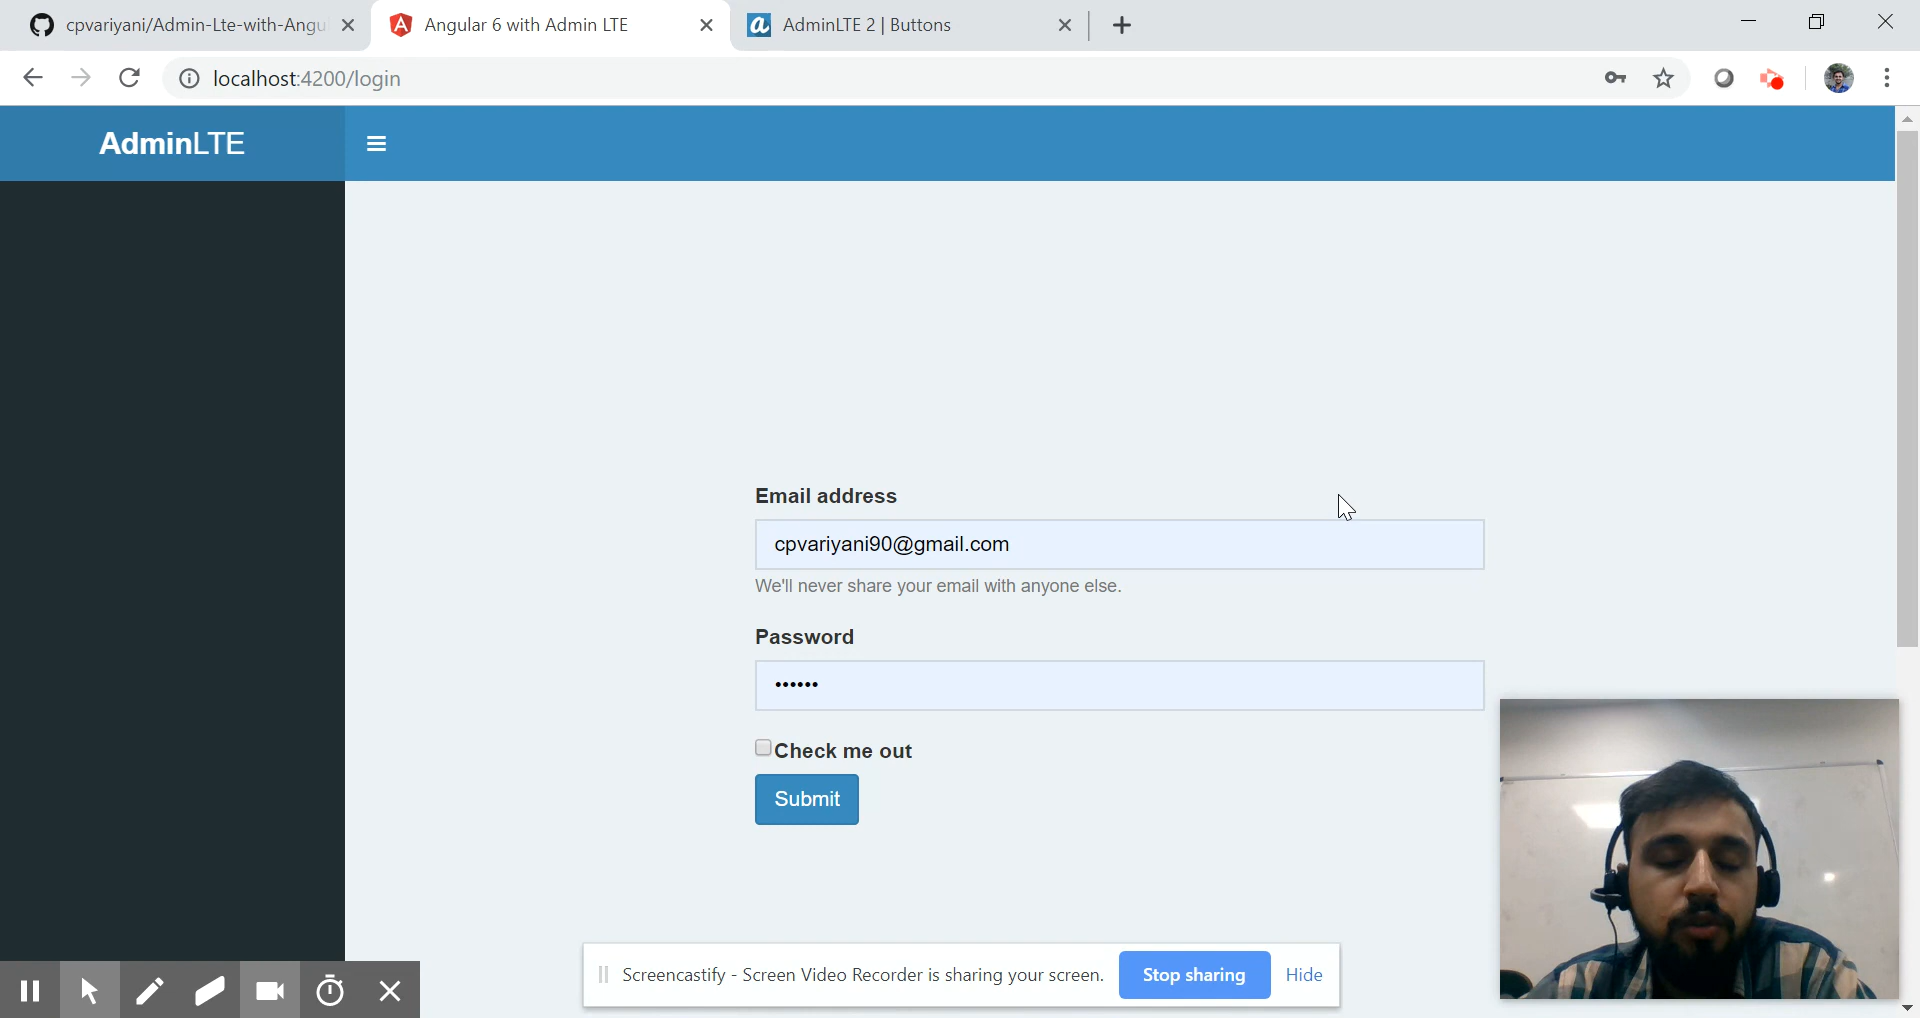 cpvariyani/Admin-Lte-with-Angu
Angular 6 with Admin LTE
AdminLTE 2 | Buttons
localhost:4200/login
AdminLTE
Email address
cpvariyani90@gmail.com
We'll never share your email with anyone else.
Password
••••••
Check me out
Submit
Screencastify - Screen Video Recorder is sharing your screen.
Stop sharing
Hide